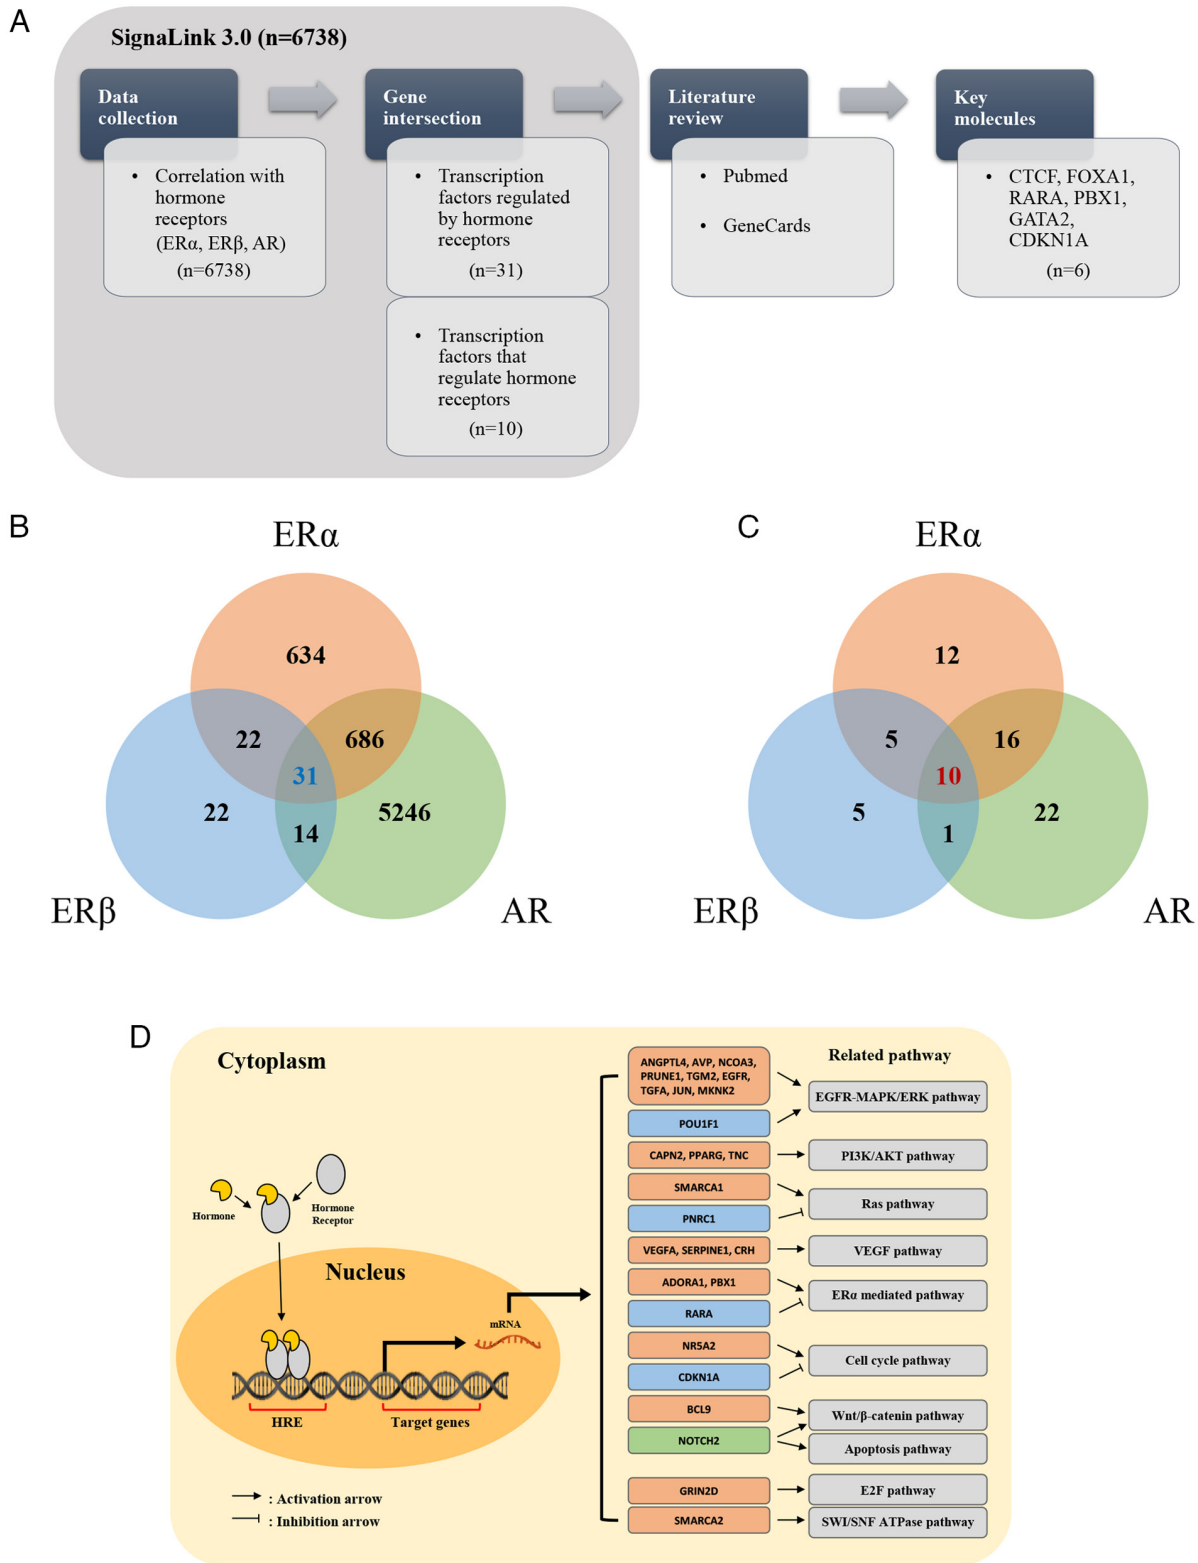 A
SignaLink 3.0 (n=6738)
Data
collection
• Correlation with
hormone
receptors
(ERα, ERβ, AR)
(n=6738)
Gene
intersection
• Transcription
factors regulated
by hormone
receptors
(n=31)
• Transcription
factors that
regulate hormone
receptors
(n=10)
Literature
review
• Pubmed
• GeneCards
Key
molecules
• CTCF, FOXA1,
RARA, PBX1,
GATA2,
CDKN1A
(n=6)
B
ERα
634
22
686
31
22
5246
14
ERβ
AR
C
ERα
12
5
16
10
5
22
1
ERβ
AR
D
Cytoplasm
Hormone
Hormone
Receptor
Nucleus
mRNA
HRE
Target genes
: Activation arrow
: Inhibition arrow
ANGPTL4, AVP, NCOA3,
PRUNE1, TGM2, EGFR,
TGFA, JUN, MKNK2
POU1F1
CAPN2, PPARG, TNC
SMARCA1
PNRC1
VEGFA, SERPINE1, CRH
ADORA1, PBX1
RARA
NR5A2
CDKN1A
BCL9
NOTCH2
GRIN2D
SMARCA2
Related pathway
EGFR-MAPK/ERK pathway
PI3K/AKT pathway
Ras pathway
VEGF pathway
ERα mediated pathway
Cell cycle pathway
Wnt/β-catenin pathway
Apoptosis pathway
E2F pathway
SWI/SNF ATPase pathway